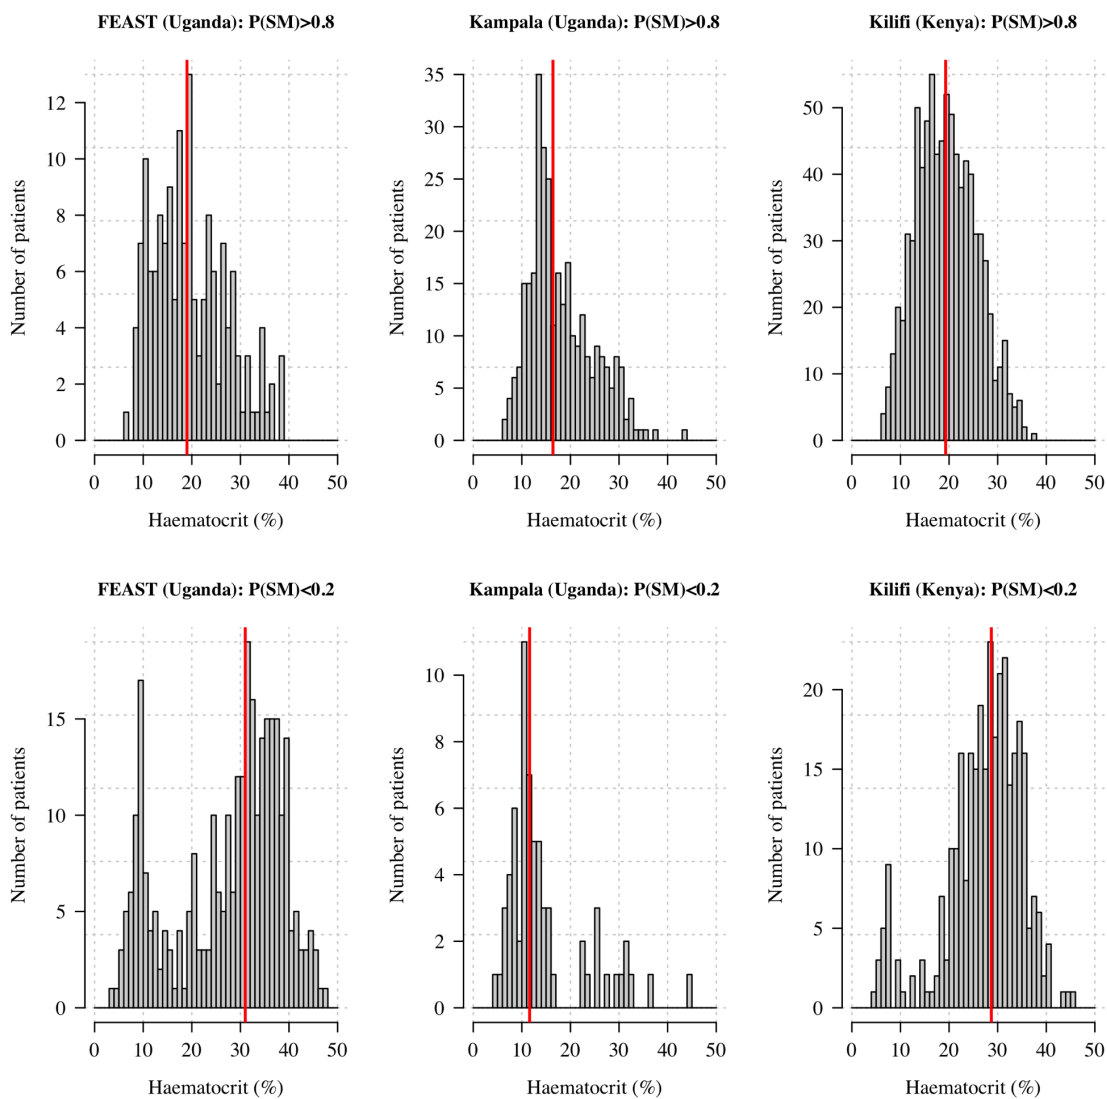 FEAST (Uganda): P(SM)>0.8
Kampala (Uganda): P(SM)>0.8
Kilifi (Kenya): P(SM)>0.8
Number of patients
0
2
4
6
8
10
12
0 10 20 30 40 50
Haematocrit (%)
Number of patients
0
5
10
15
20
25
30
35
0 10 20 30 40 50
Haematocrit (%)
Number of patients
0
10
20
30
40
50
0 10 20 30 40 50
Haematocrit (%)
FEAST (Uganda): P(SM)<0.2
Kampala (Uganda): P(SM)<0.2
Kilifi (Kenya): P(SM)<0.2
Number of patients
0
5
10
15
0 10 20 30 40 50
Haematocrit (%)
Number of patients
0
2
4
6
8
10
0 10 20 30 40 50
Haematocrit (%)
Number of patients
0
5
10
15
20
0 10 20 30 40 50
Haematocrit (%)